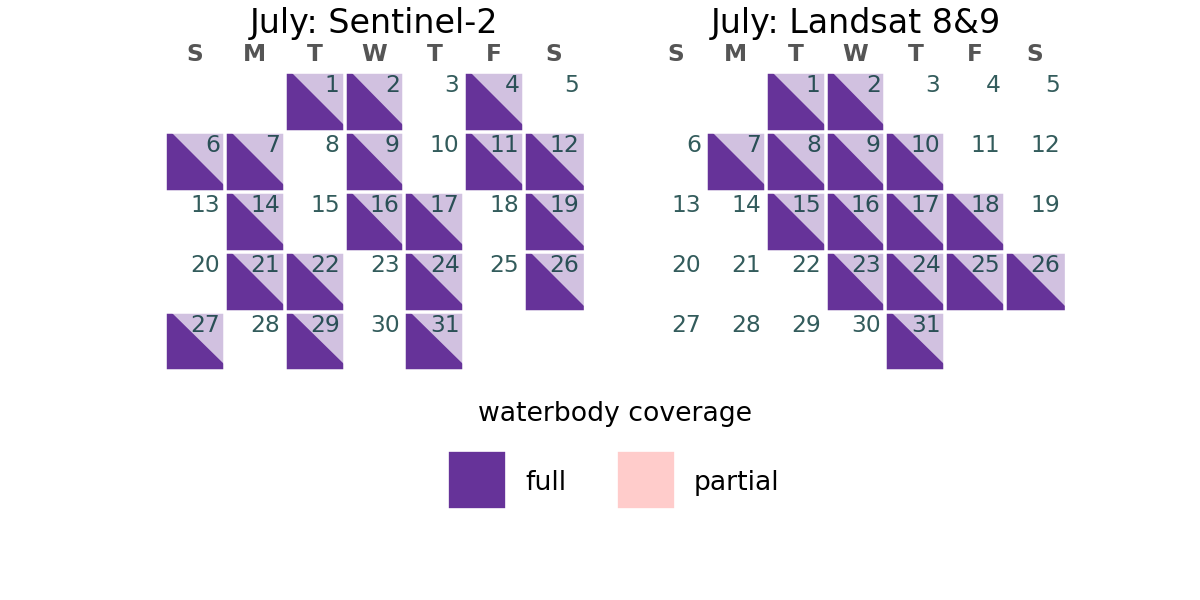 July: Sentinel-2
S M T W T F S
1 2 3 4 5
6 7 8 9 10 11 12
13 14 15 16 17 18 19
20 21 22 23 24 25 26
27 28 29 30 31
July: Landsat 8&9
S M T W T F S
1 2 3 4 5
6 7 8 9 10 11 12
13 14 15 16 17 18 19
20 21 22 23 24 25 26
27 28 29 30 31
waterbody coverage
full partial